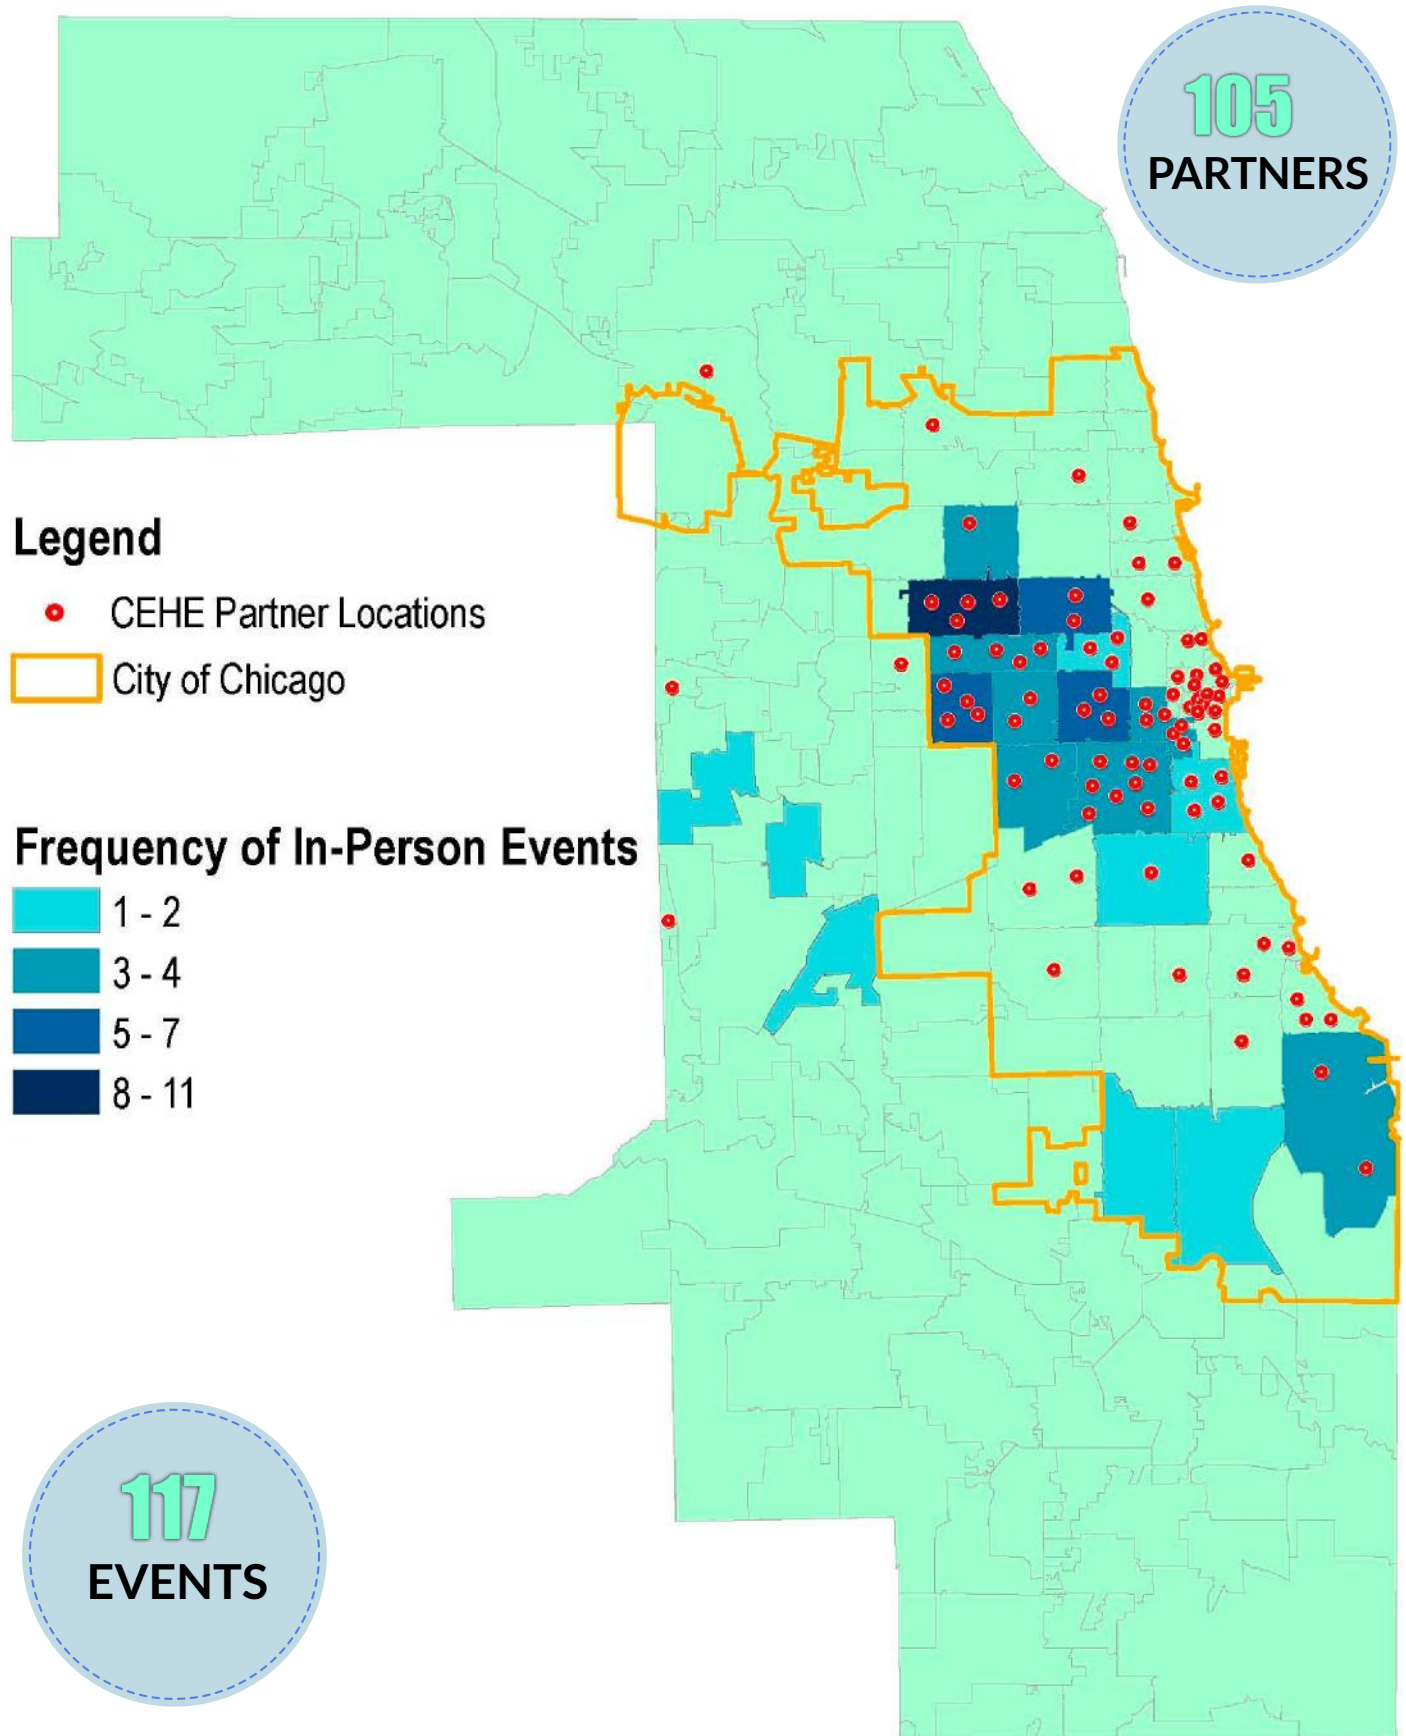 105
PARTNERS
Legend
CEHE Partner Locations
City of Chicago
Frequency of In-Person Events
1 - 2
3 - 4
5 - 7
8 - 11
117
EVENTS